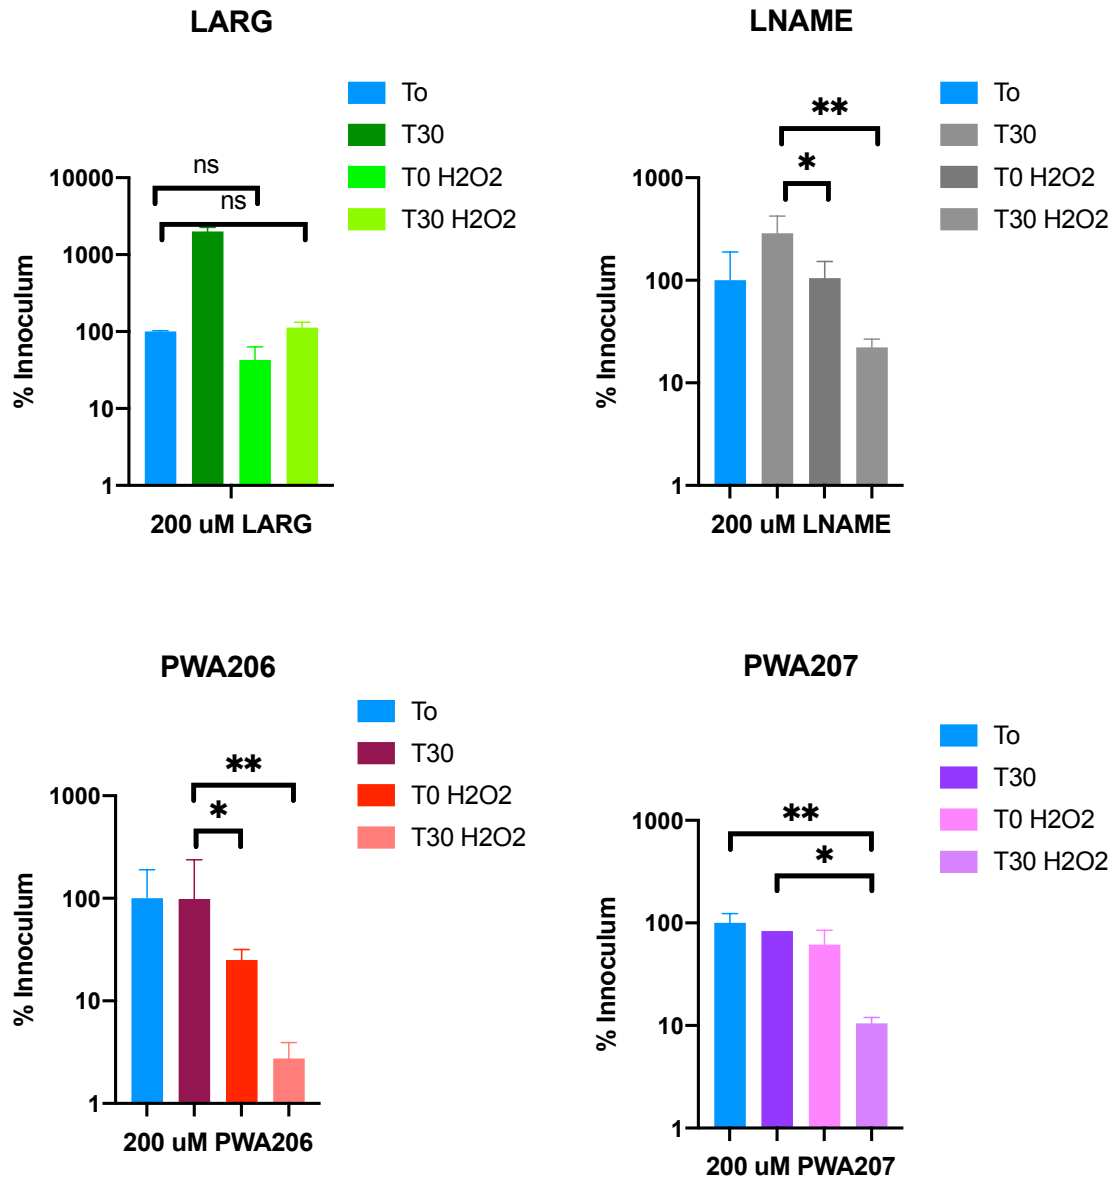 LARG
To
T30
T0 H2O2
T30 H2O2
ns
ns
10000
1000
100
10
1
% Innoculum
200 uM LARG
LNAME
To
T30
T0 H2O2
T30 H2O2
**
*
1000
100
10
1
% Innoculum
200 uM LNAME
PWA206
To
T30
T0 H2O2
T30 H2O2
**
*
1000
100
10
1
% Innoculum
200 uM PWA206
PWA207
To
T30
T0 H2O2
T30 H2O2
**
*
1000
100
10
1
% Innoculum
200 uM PWA207